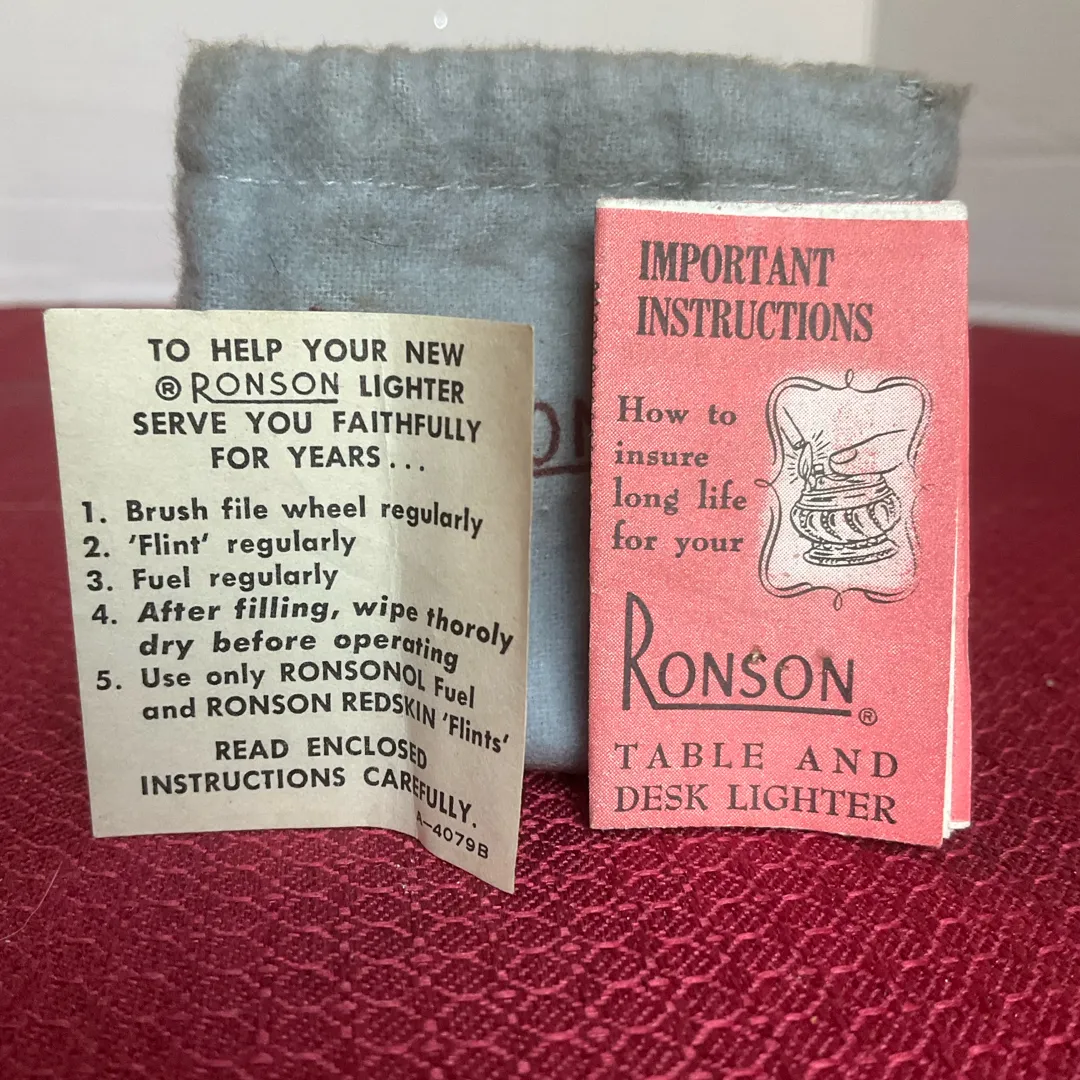 TO HELP YOUR NEW
® RONSON LIGHTER
SERVE YOU FAITHFULLY
FOR YEARS...
1. Brush file wheel regularly
2. 'Flint' regularly
3. Fuel regularly
4. After filling, wipe thoroly
dry before operating
5. Use only RONSONOL Fuel
and RONSON REDSKIN 'Flints'
READ ENCLOSED
INSTRUCTIONS CAREFULLY.
A-4079B
ON
IMPORTANT
INSTRUCTIONS
How to
insure
long life
for your
RONSON®
TABLE AND
DESK LIGHTER